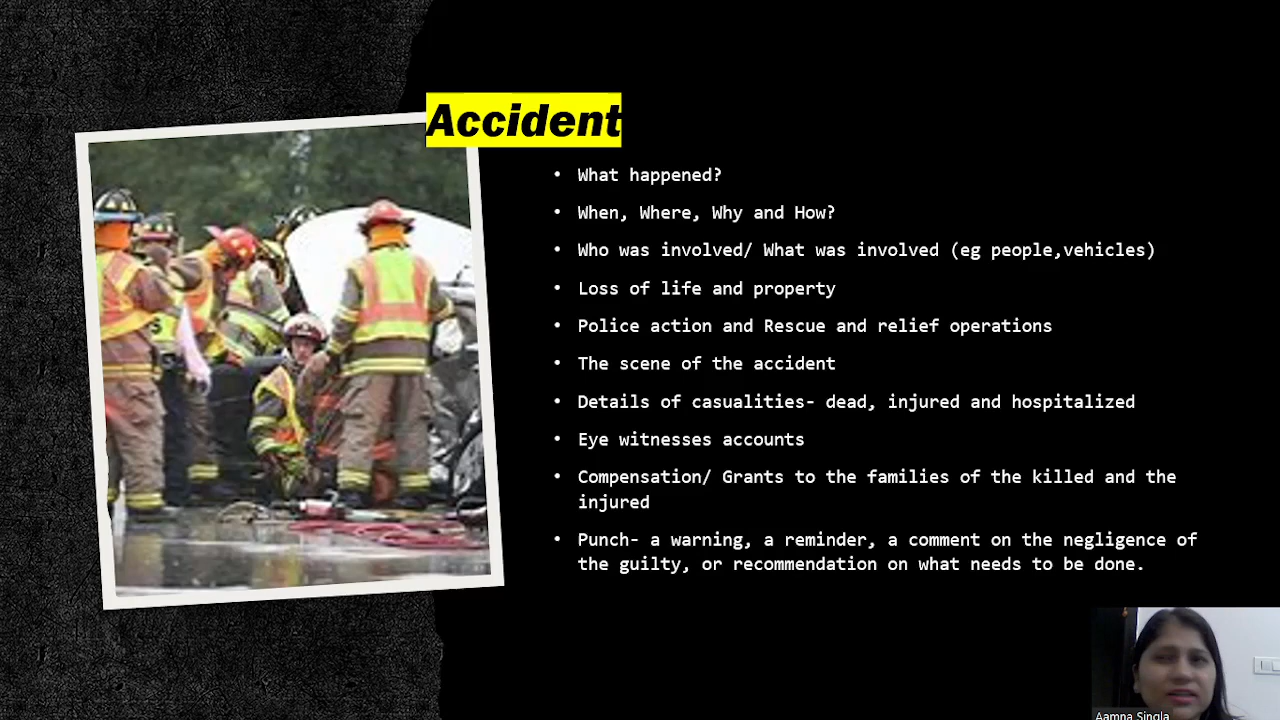 Accident
• What happened?
• When, Where, Why and How?
• Who was involved/ What was involved (eg people,vehicles)
• Loss of life and property
• Police action and Rescue and relief operations
• The scene of the accident
• Details of casualities- dead, injured and hospitalized
• Eye witnesses accounts
• Compensation/ Grants to the families of the killed and the
injured
• Punch- a warning, a reminder, a comment on the negligence of
the guilty, or recommendation on what needs to be done.
Aamna Singla